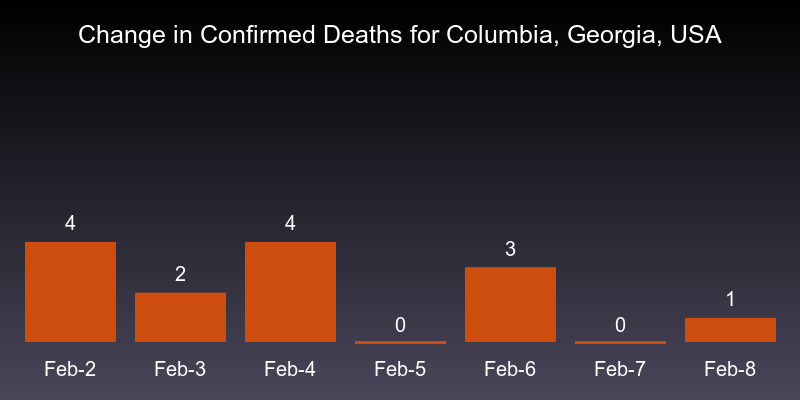 Change in Confirmed Deaths for Columbia, Georgia, USA
4
2
4
0
3
0
1
Feb-2
Feb-3
Feb-4
Feb-5
Feb-6
Feb-7
Feb-8